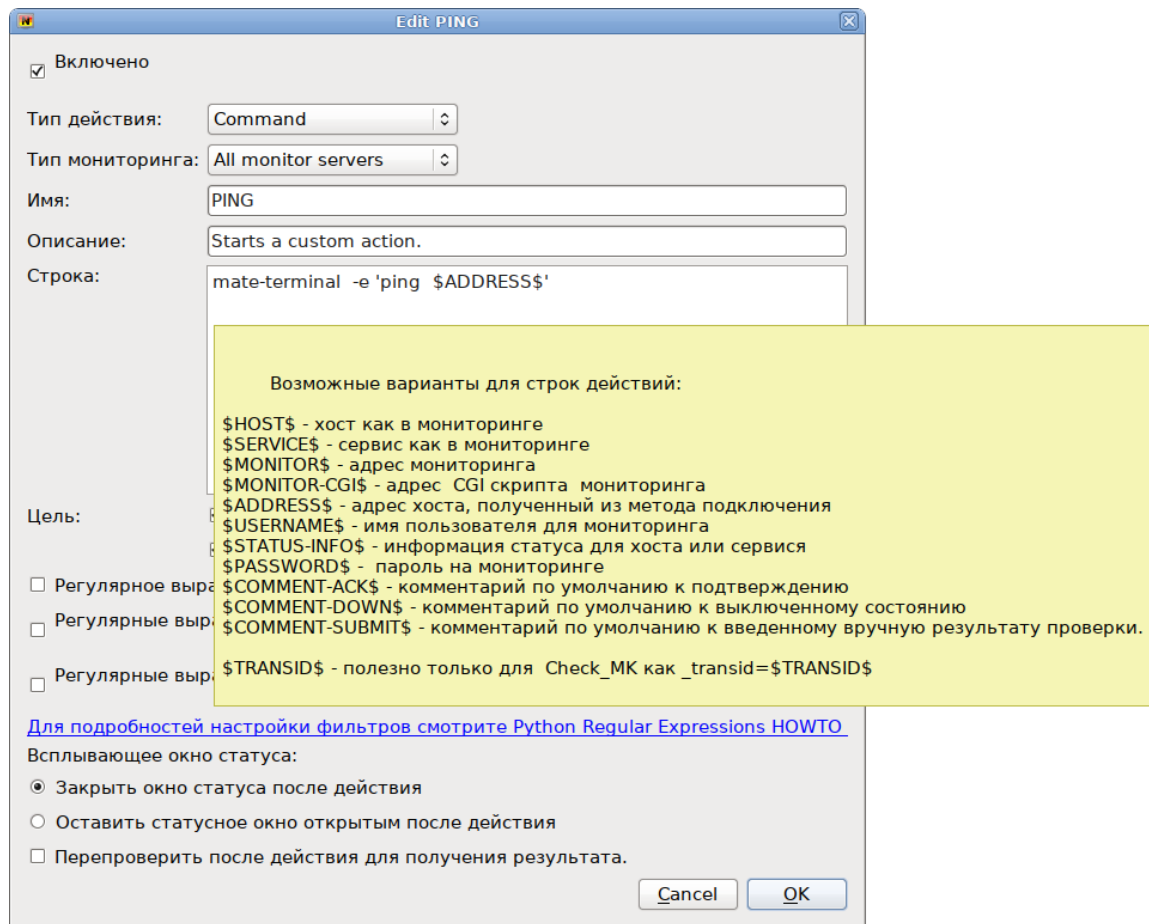 Edit PING
Включено
Тип действия: Command
Тип мониторинга: All monitor servers
Имя: PING
Описание: Starts a custom action.
Строка: mate-terminal  -e 'ping  $ADDRESS$'
Возможные варианты для строк действий:
$HOST$ - хост как в мониторинге
$SERVICE$ - сервис как в мониторинге
$MONITOR$ - адрес мониторинга
$MONITOR-CGI$ - адрес  CGI скрипта  мониторинга
$ADDRESS$ - адрес хоста, полученный из метода подключения
$USERNAME$ - имя пользователя для мониторинга
$STATUS-INFO$ - информация статуса для хоста или сервися
$PASSWORD$ -  пароль на мониторинге
$COMMENT-ACK$ - комментарий по умолчанию к подтверждению
$COMMENT-DOWN$ - комментарий по умолчанию к выключенному состоянию
$COMMENT-SUBMIT$ - комментарий по умолчанию к введенному вручную результату проверки.
$TRANSID$ - полезно только для  Check_MK как _transid=$TRANSID$
Цель:
Регулярное выра
Регулярные выра
Регулярные выр
Для подробностей настройки фильтров смотрите Python Regular Expressions HOWTO
Всплывающее окно статуса:
Закрыть окно статуса после действия
Оставить статусное окно открытым после действия
Перепроверить после действия для получения результата.
Cancel OK